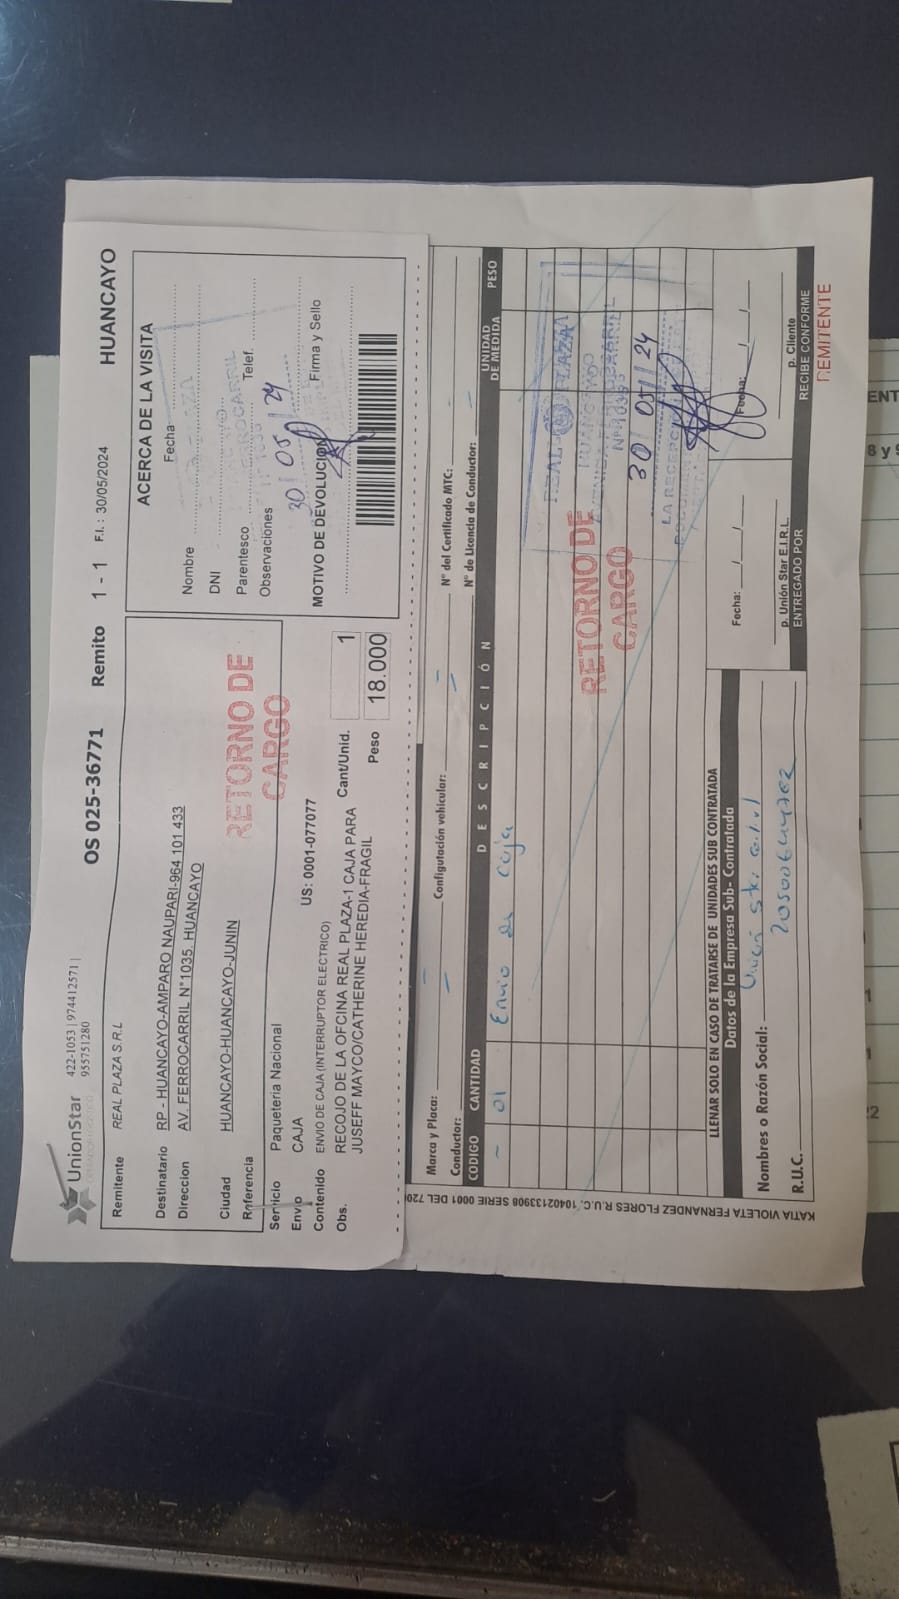 UnionStar 422-1053 | 974412571 |
955751280
OS 025-36771 Remito 1 - 1 F.I. : 30/05/2024 HUANCAYO
Remitente REAL PLAZA S.R.L
Destinatario RP - HUANCAYO-AMPARO NAUPARI-964 101 433
Direccion AV. FERROCARRIL N°1035. HUANCAYO
Ciudad HUANCAYO-HUANCAYO-JUNIN
Referencia
RETORNO DE
CARGO
Servicio Paqueteria Nacional
Envio CAJA US: 0001-077077
Contenido ENVIO DE CAJA (INTERRUPTOR ELECTRICO)
Obs. RECOJO DE LA OFCINA REAL PLAZA-1 CAJA PARA
JUSEFF MAYCO/CATHERINE HEREDIA-FRAGIL
Cant/Unid. 1
Peso 18.000
ACERCA DE LA VISITA
Fecha
Nombre
DNI
Parentesco Telef.
Observaciones
30/05/24
MOTIVO DE DEVOLUCION Firma y Sello
Marca y Placa: Configutación vehicular: N° del Certificado MTC:
Conductor: N° de Licencia de Conductor:
CODIGO CANTIDAD DESCRIPCIÓN UNIDAD DE MEDIDA PESO
01 Envio de caja
REAL PLAZA
HUANCAYO
RETORNO DE
CARGO
30/05/24
LLENAR SOLO EN CASO DE TRATARSE DE UNIDADES SUB CONTRATADA
Datos de la Empresa Sub- Contratada
Nombres o Razón Social:
R.U.C.
Fecha: / /
p. Unión Star E.I.R.L.
ENTREGADO POR
Fecha: / /
p. Cliente
RECIBE CONFORME
REMITENTE
KATIA VIOLETA FERNANDEZ FLORES R.U.C. 10402133908 SERIE 0001 DEL 720